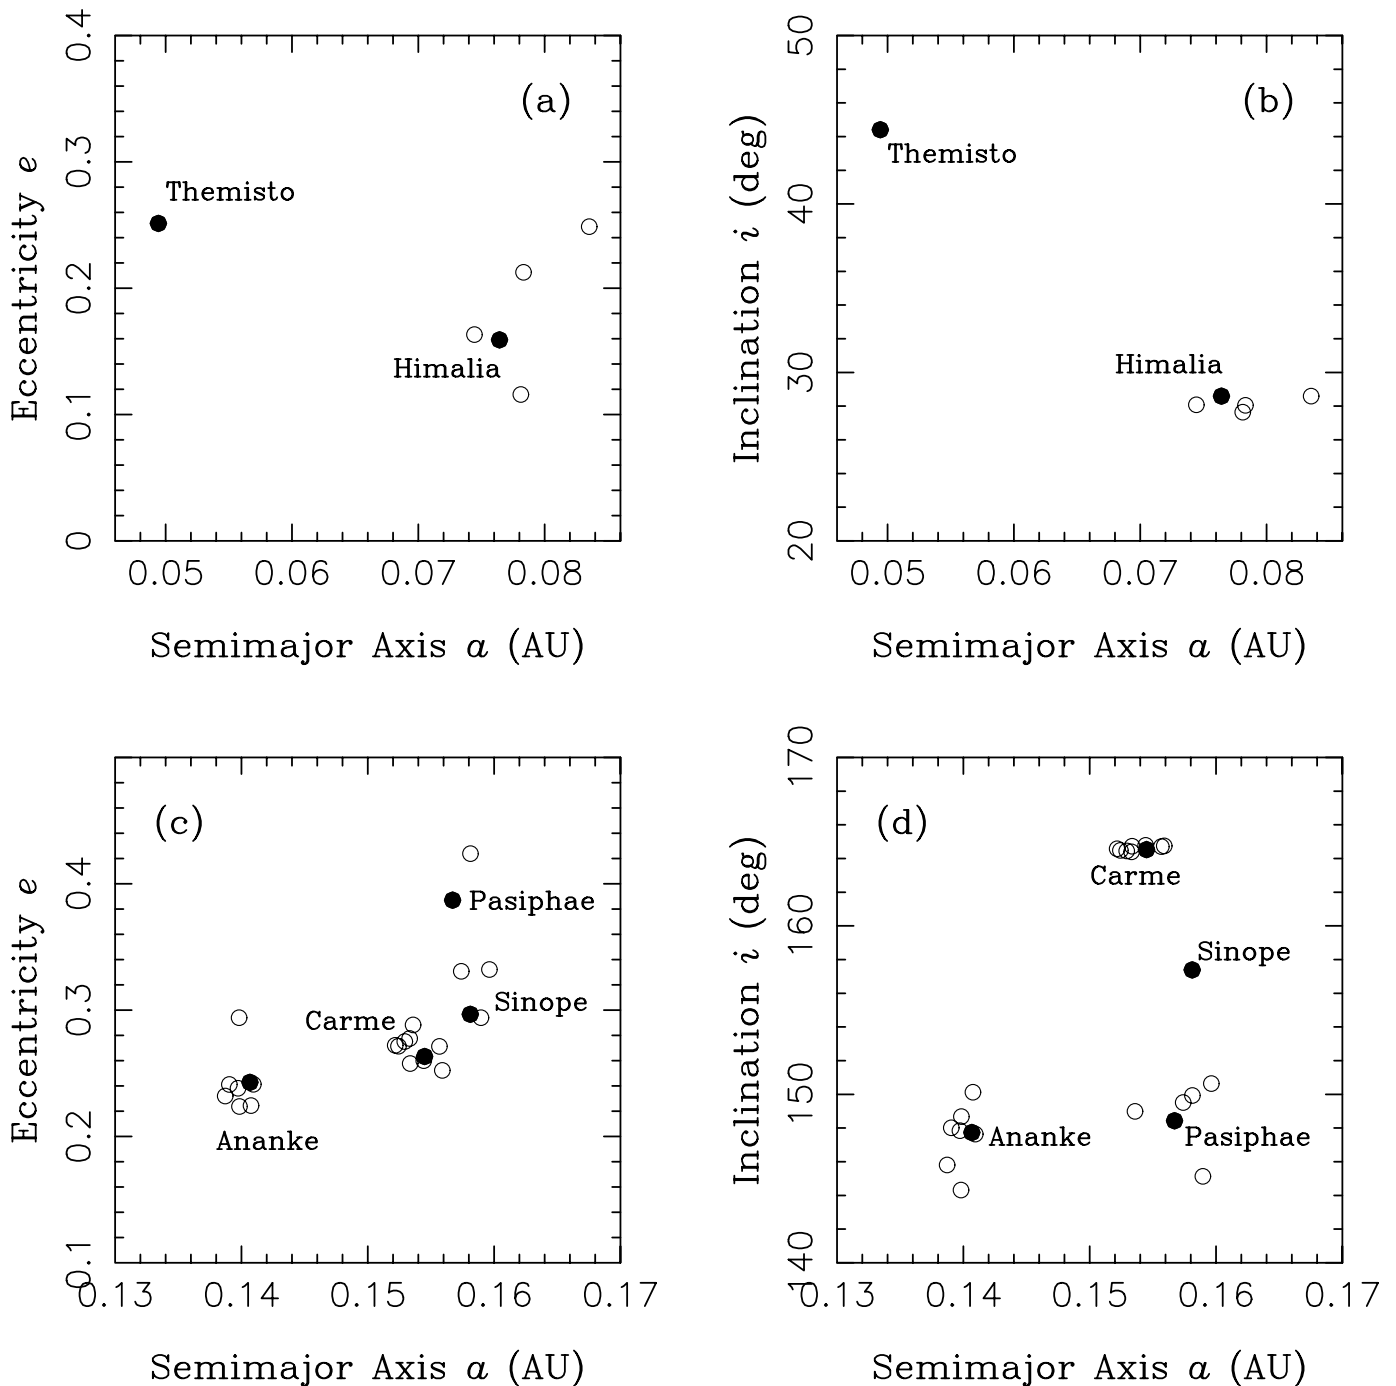 (a)
Eccentricity e
0.4
0.3
0.2
0.1
0
Themisto
Himalia
0.05 0.06 0.07 0.08
Semimajor Axis a (AU)
(b)
Inclination i (deg)
50
40
30
20
Themisto
Himalia
0.05 0.06 0.07 0.08
Semimajor Axis a (AU)
(c)
Eccentricity e
0.4
0.3
0.2
0.1
Pasiphae
Sinope
Carme
Ananke
0.13 0.14 0.15 0.16 0.17
Semimajor Axis a (AU)
(d)
Inclination i (deg)
170
160
150
140
Carme
Sinope
Ananke
Pasiphae
0.13 0.14 0.15 0.16 0.17
Semimajor Axis a (AU)